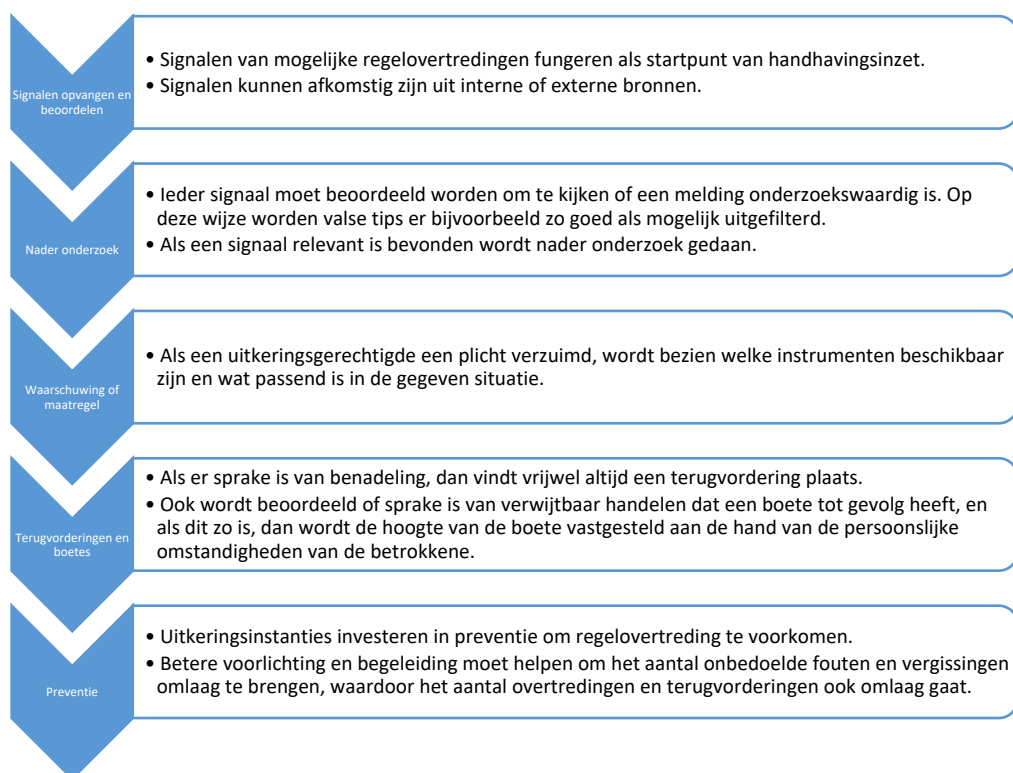 Signalen opvangen en
beoordelen
• Signalen van mogelijke regelovertredingen fungeren als startpunt van handhavingsinzet.
• Signalen kunnen afkomstig zijn uit interne of externe bronnen.
Nader onderzoek
• Ieder signaal moet beoordeeld worden om te kijken of een melding onderzoekswaardig is. Op
deze wijze worden valse tips er bijvoorbeeld zo goed als mogelijk uitgefilterd.
• Als een signaal relevant is bevonden wordt nader onderzoek gedaan.
Waarschuwing of
maatregel
• Als een uitkeringsgerechtigde een plicht verzuimd, wordt bezien welke instrumenten beschikbaar
zijn en wat passend is in de gegeven situatie.
Terugvorderingen en
boetes
• Als er sprake is van benadeling, dan vindt vrijwel altijd een terugvordering plaats.
• Ook wordt beoordeeld of sprake is van verwijtbaar handelen dat een boete tot gevolg heeft, en
als dit zo is, dan wordt de hoogte van de boete vastgesteld aan de hand van de persoonslijke
omstandigheden van de betrokkene.
Preventie
• Uitkeringsinstanties investeren in preventie om regelovertreding te voorkomen.
• Betere voorlichting en begeleiding moet helpen om het aantal onbedoelde fouten en vergissingen
omlaag te brengen, waardoor het aantal overtredingen en terugvorderingen ook omlaag gaat.